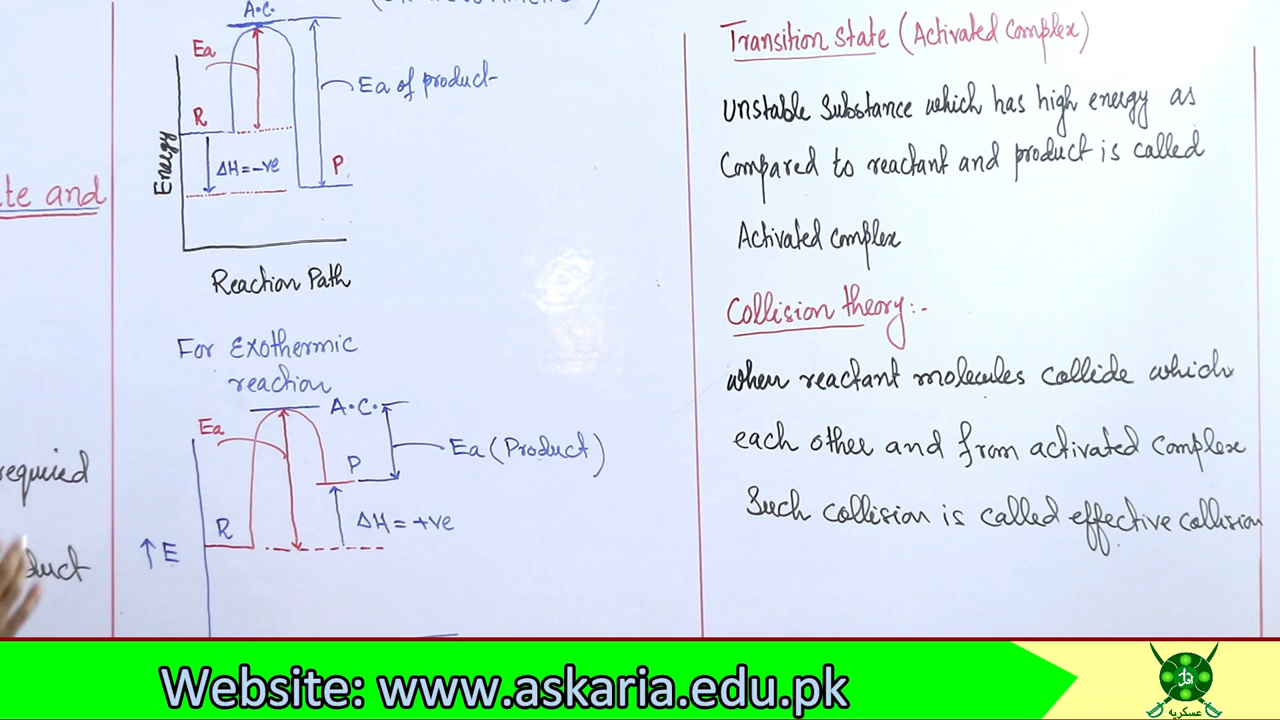 te and
required
duct
A.C.
Ea
Ea of product
R
ΔH=-ve
P
Energy
Reaction Path
For Exothermic
reaction
A.C.
Ea
Ea (Product)
P
R
ΔH = +ve
↑ E
Transition state (Activated Complex)
Unstable Substance which has high energy as
Compared to reactant and product is called
Activated complex
Collision theory:-
when reactant molecules collide which
each other and from activated complex
Such collision is called effective collision
Website: www.askaria.edu.pk
عسکریہ